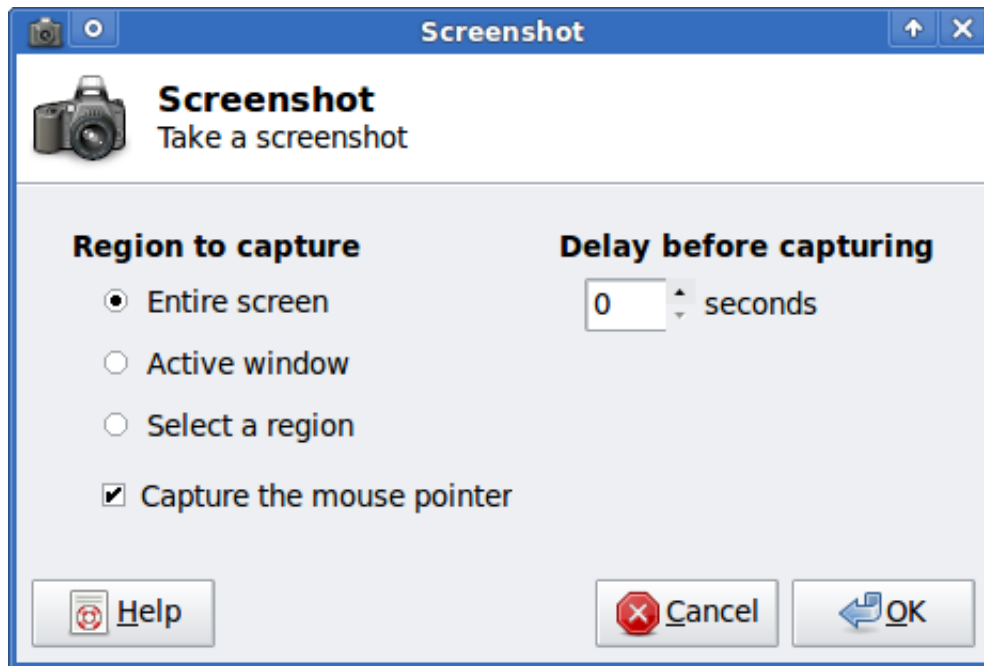 Screenshot
Screenshot
Take a screenshot
Region to capture
Entire screen
Active window
Select a region
Capture the mouse pointer
Delay before capturing
0 seconds
Help
Cancel
OK